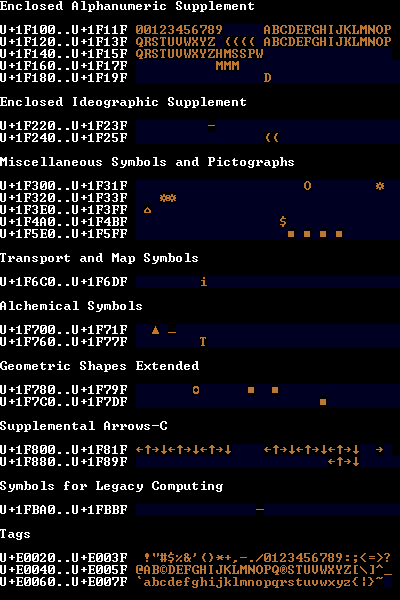 Enclosed Alphanumeric Supplement
U+1F100..U+1F11F 00123456789 ABCDEFGHIJKLMNOP
U+1F120..U+1F13F QRSTUVWXYZ (((( ABCDEFGHIJKLMNOP
U+1F140..U+1F15F QRSTUVWXYZHMSSPW
U+1F160..U+1F17F MMM
U+1F180..U+1F19F D
Enclosed Ideographic Supplement
U+1F220..U+1F23F —
U+1F240..U+1F25F ((
Miscellaneous Symbols and Pictographs
U+1F300..U+1F31F O ☼
U+1F320..U+1F33F ☼☼
U+1F3E0..U+1F3FF ⌂
U+1F4A0..U+1F4BF $
U+1F5E0..U+1F5FF ■ ■ ■ ■
Transport and Map Symbols
U+1F6C0..U+1F6DF i
Alchemical Symbols
U+1F700..U+1F71F ▲ _
U+1F760..U+1F77F T
Geometric Shapes Extended
U+1F780..U+1F79F o ■ ■
U+1F7C0..U+1F7DF ■
Supplemental Arrows-C
U+1F800..U+1F81F ←↑→↓←↑→↓←↑→↓ ←↑→↓←↑→↓←↑→↓ →
U+1F880..U+1F89F ←↑→↓
Symbols for Legacy Computing
U+1FBA0..U+1FBBF —
Tags
U+E0020..U+E003F !"#$%&'()*+,-./0123456789:;<=>?
U+E0040..U+E005F @ABCDEFGHIJKLMNOPQRSTUVWXYZ[\]^_
U+E0060..U+E007F `abcdefghijklmnopqrstuvwxyz{|}~